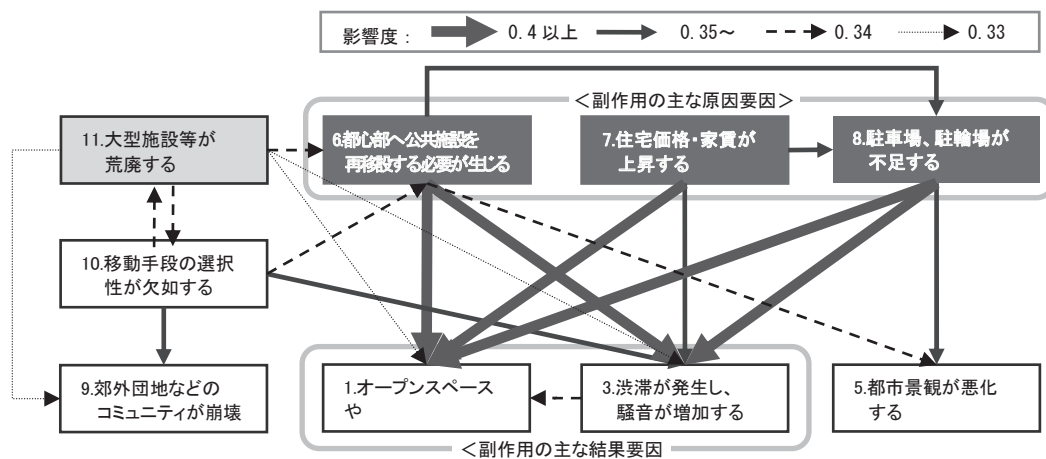 影響度： 0.4以上 0.35～ 0.34 0.33
＜副作用の主な原因要因＞
11.大型施設等が
荒廃する
6.都心部へ公共施設を
再移設する必要が生じる
7.住宅価格・家賃が
上昇する
8.駐車場、駐輪場が
不足する
10.移動手段の選択
性が欠如する
9.郊外団地などの
コミュニティが崩壊
1.オープンスペース
や
3.渋滞が発生し、
騒音が増加する
5.都市景観が悪化
する
＜副作用の主な結果要因＞